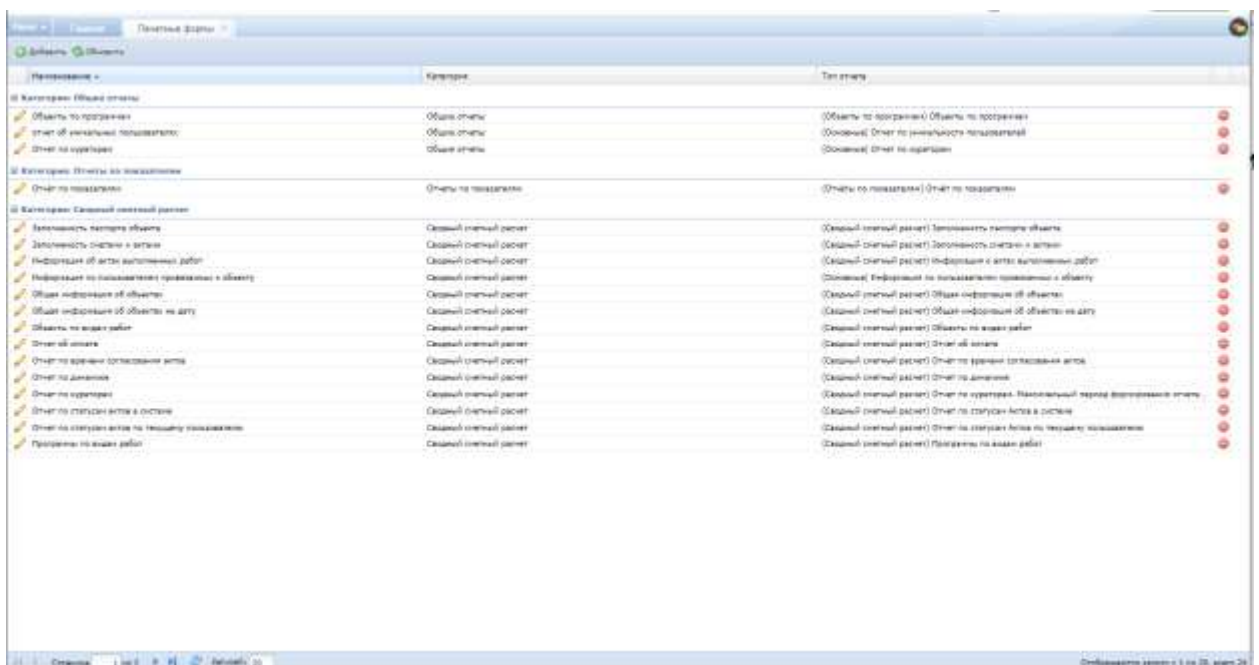 Печатные формы
Добавить Обновить
Наименование Категория Тип отчета
Категория: Общие отчеты
Объекты по программам Общие отчеты (Объекты по программам) Объекты по программам
отчет об уникальных пользователях Общие отчеты (Основные) Отчет по уникальности пользователей
Отчет по кураторам Общие отчеты (Основные) Отчет по кураторам
Категория: Отчеты по показателям
Отчёт по показателям Отчеты по показателям (Отчеты по показателям) Отчёт по показателям
Категория: Сводный сметный расчет
Заполняемость паспорта объекта Сводный сметный расчет (Сводный сметный расчет) Заполняемость паспорта объекта
Заполняемость сметами и актами Сводный сметный расчет (Сводный сметный расчет) Заполняемость сметами и актами
Информация об актах выполненных работ Сводный сметный расчет (Сводный сметный расчет) Информация о актах выполненных работ
Информация по пользователям привязанных к объекту Сводный сметный расчет (Основные) Информация по пользователям привязанных к объекту
Общая информация об объектах Сводный сметный расчет (Сводный сметный расчет) Общая информация об объектах
Общая информация об объектах на дату Сводный сметный расчет (Сводный сметный расчет) Общая информация об объектах на дату
Объекты по видам работ Сводный сметный расчет (Сводный сметный расчет) Объекты по видам работ
Отчет об оплате Сводный сметный расчет (Сводный сметный расчет) Отчет об оплате
Отчет по времени согласования актов Сводный сметный расчет (Сводный сметный расчет) Отчет по времени согласования актов
Отчет по динамике Сводный сметный расчет (Сводный сметный расчет) Отчет по динамике
Отчет по кураторам Сводный сметный расчет (Сводный сметный расчет) Отчет по кураторам. Максимальный период формирования отчета
Отчет по статусам актов в системе Сводный сметный расчет (Сводный сметный расчет) Отчет по статусам Актов в системе
Отчет по статусам актов по текущему пользователю Сводный сметный расчет (Сводный сметный расчет) Отчет по статусам Актов по текущему пользователю
Программы по видам работ Сводный сметный расчет (Сводный сметный расчет) Программы по видам работ
Страница 1